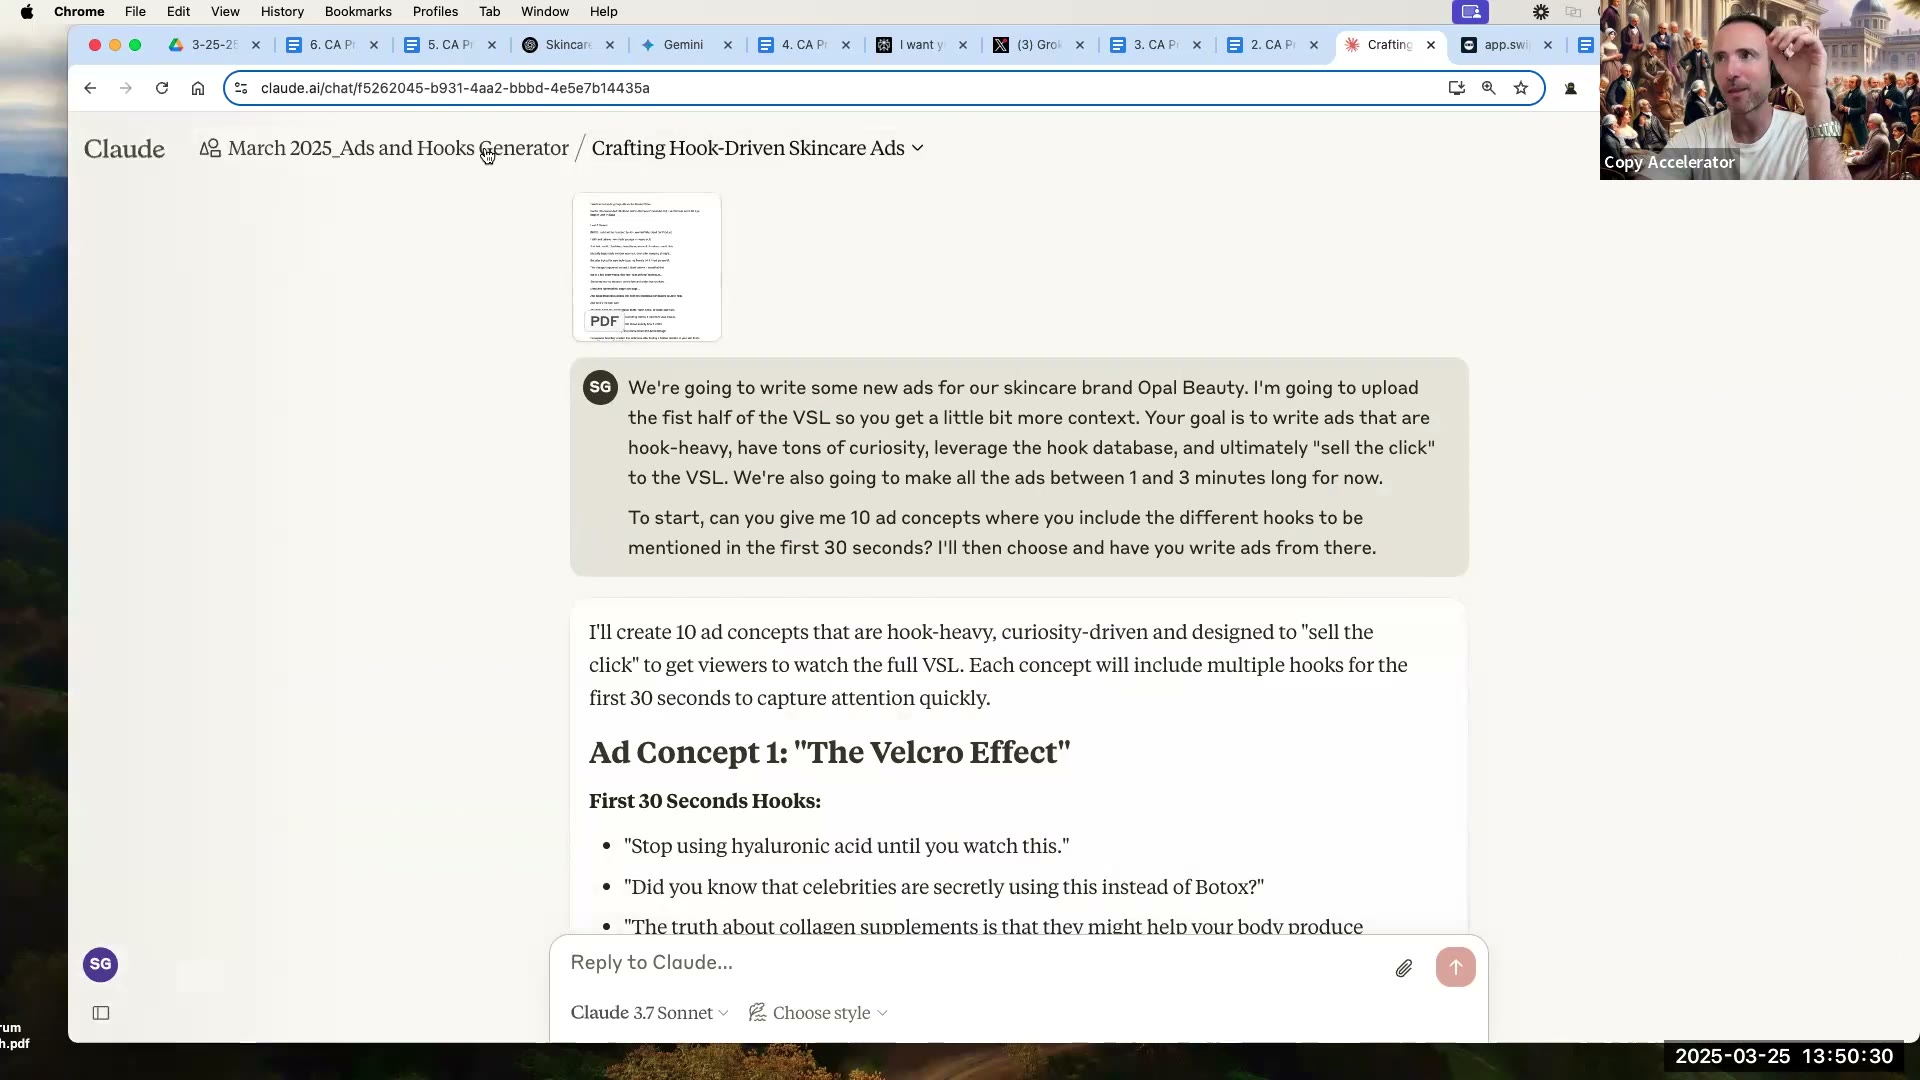 Chrome File Edit View History Bookmarks Profiles Tab Window Help
3-25-25 6. CA Pr 5. CA Pr Skincare Gemini 4. CA Pr I want y (3) Grok 3. CA Pr 2. CA Pr Crafting app.swi
claude.ai/chat/f5262045-b931-4aa2-bbbd-4e5e7b14435a
Copy Accelerator
Claude March 2025_Ads and Hooks Generator / Crafting Hook-Driven Skincare Ads
PDF
SG
We're going to write some new ads for our skincare brand Opal Beauty. I'm going to upload
the fist half of the VSL so you get a little bit more context. Your goal is to write ads that are
hook-heavy, have tons of curiosity, leverage the hook database, and ultimately "sell the click"
to the VSL. We're also going to make all the ads between 1 and 3 minutes long for now.
To start, can you give me 10 ad concepts where you include the different hooks to be
mentioned in the first 30 seconds? I'll then choose and have you write ads from there.
I'll create 10 ad concepts that are hook-heavy, curiosity-driven and designed to "sell the
click" to get viewers to watch the full VSL. Each concept will include multiple hooks for the
first 30 seconds to capture attention quickly.
Ad Concept 1: "The Velcro Effect"
First 30 Seconds Hooks:
• "Stop using hyaluronic acid until you watch this."
• "Did you know that celebrities are secretly using this instead of Botox?"
• "The truth about collagen supplements is that they might help your body produce
Reply to Claude...
Claude 3.7 Sonnet Choose style
SG
rum
h.pdf
2025-03-25 13:50:30